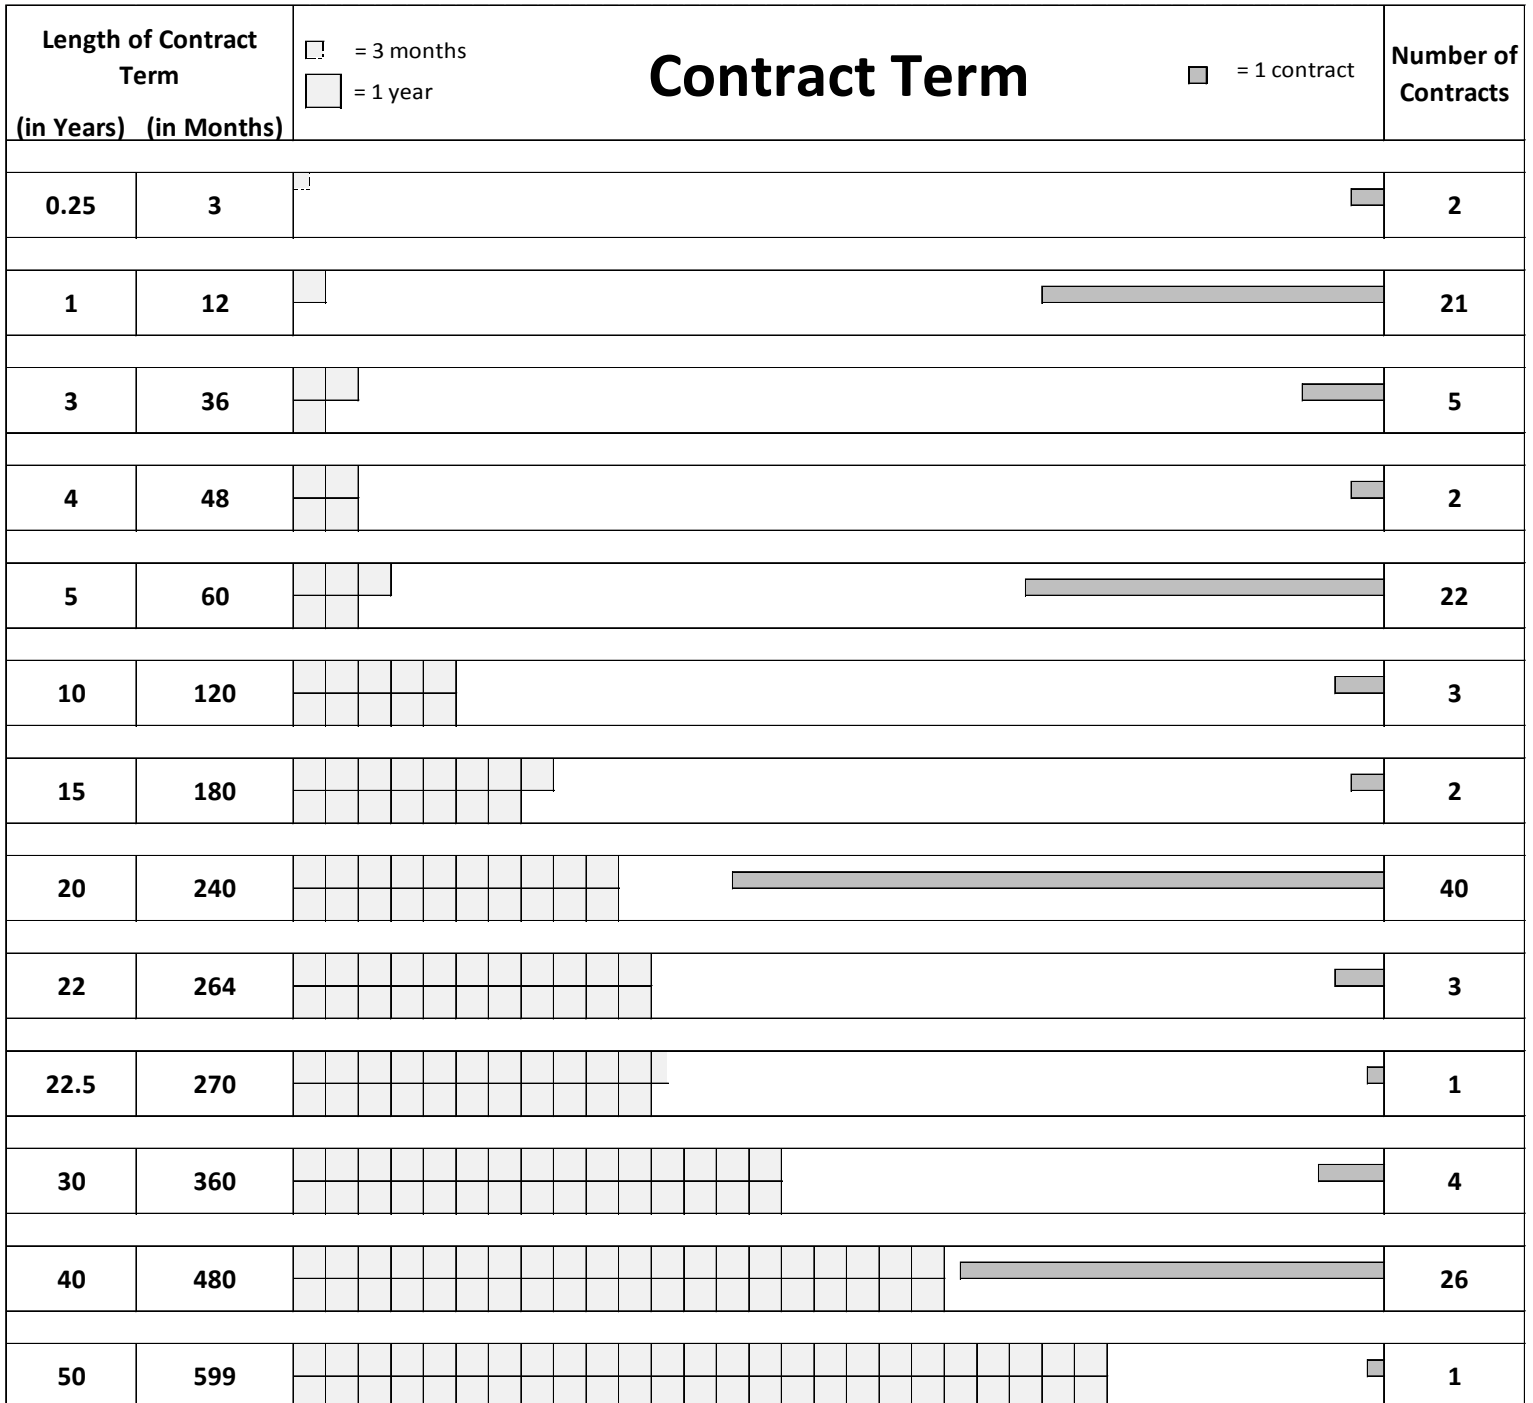 Length of Contract
Term
(in Years) (in Months)
= 3 months
= 1 year
Contract Term
= 1 contract
Number of
Contracts
0.25 3 2
1 12 21
3 36 5
4 48 2
5 60 22
10 120 3
15 180 2
20 240 40
22 264 3
22.5 270 1
30 360 4
40 480 26
50 599 1